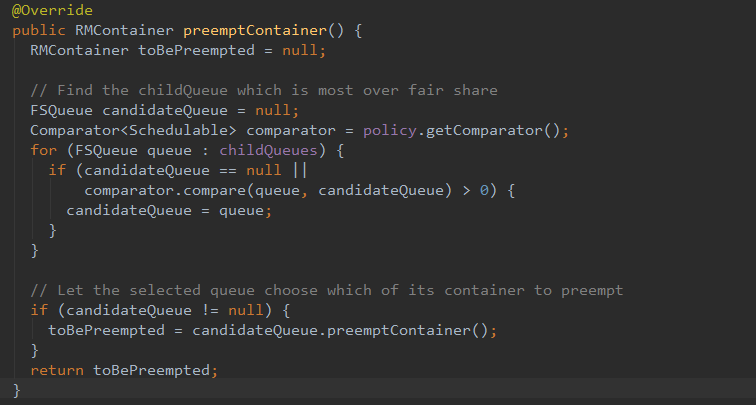 @Override
public RMContainer preemptContainer() {
  RMContainer toBePreempted = null;

  // Find the childQueue which is most over fair share
  FSQueue candidateQueue = null;
  Comparator<Schedulable> comparator = policy.getComparator();
  for (FSQueue queue : childQueues) {
    if (candidateQueue == null ||
        comparator.compare(queue, candidateQueue) > 0) {
      candidateQueue = queue;
    }
  }

  // Let the selected queue choose which of its container to preempt
  if (candidateQueue != null) {
    toBePreempted = candidateQueue.preemptContainer();
  }
  return toBePreempted;
}